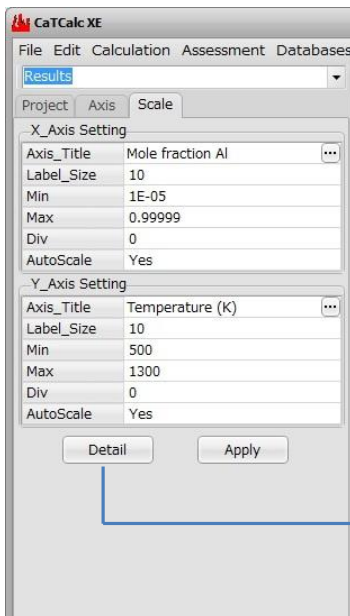 CaTCalc XE
File Edit Calculation Assessment Databases
Results
Project Axis Scale
X_Axis Setting
Axis_Title Mole fraction Al ...
Label_Size 10
Min 1E-05
Max 0.99999
Div 0
AutoScale Yes
Y_Axis Setting
Axis_Title Temperature (K) ...
Label_Size 10
Min 500
Max 1300
Div 0
AutoScale Yes
Detail Apply